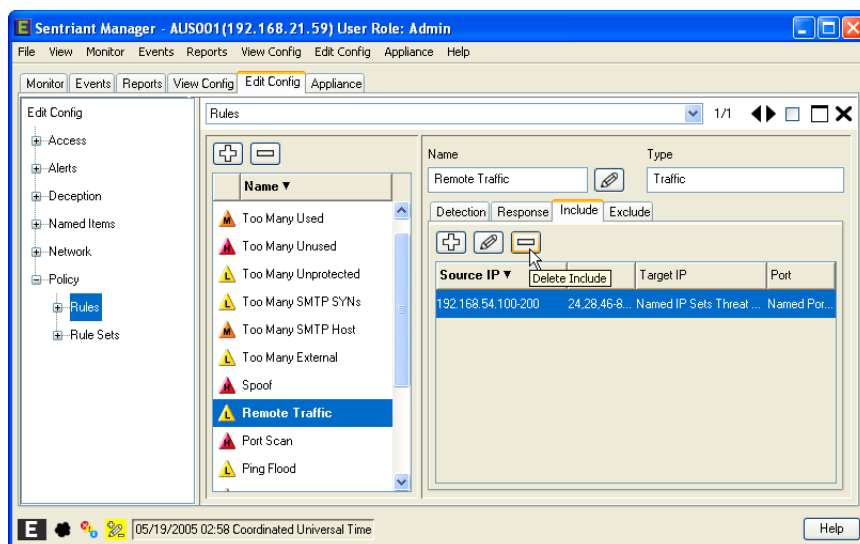 E Sentriant Manager - AUS001(192.168.21.59) User Role: Admin
File View Monitor Events Reports View Config Edit Config Appliance Help
Monitor Events Reports View Config Edit Config Appliance
Edit Config
Access
Alerts
Deception
Named Items
Network
Policy
Rules
Rule Sets
Rules
1/1
Name
M Too Many Used
H Too Many Unused
L Too Many Unprotected
L Too Many SMTP SYNs
M Too Many SMTP Host
L Too Many External
H Spoof
L Remote Traffic
H Port Scan
L Ping Flood
Name Type
Remote Traffic Traffic
Detection Response Include Exclude
Source IP Target IP Port
Delete Include
192.168.54.100-200 24,28,46-8... Named IP Sets Threat ... Named Por...
E 05/19/2005 02:58 Coordinated Universal Time
Help